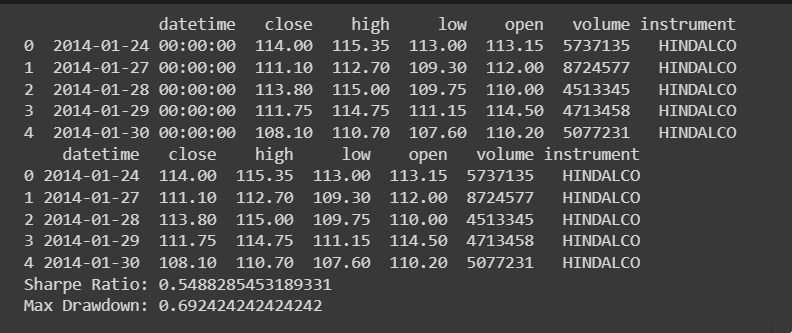 datetime close high low open volume instrument
0 2014-01-24 00:00:00 114.00 115.35 113.00 113.15 5737135 HINDALCO
1 2014-01-27 00:00:00 111.10 112.70 109.30 112.00 8724577 HINDALCO
2 2014-01-28 00:00:00 113.80 115.00 109.75 110.00 4513345 HINDALCO
3 2014-01-29 00:00:00 111.75 114.75 111.15 114.50 4713458 HINDALCO
4 2014-01-30 00:00:00 108.10 110.70 107.60 110.20 5077231 HINDALCO
datetime close high low open volume instrument
0 2014-01-24 114.00 115.35 113.00 113.15 5737135 HINDALCO
1 2014-01-27 111.10 112.70 109.30 112.00 8724577 HINDALCO
2 2014-01-28 113.80 115.00 109.75 110.00 4513345 HINDALCO
3 2014-01-29 111.75 114.75 111.15 114.50 4713458 HINDALCO
4 2014-01-30 108.10 110.70 107.60 110.20 5077231 HINDALCO
Sharpe Ratio: 0.5488285453189331
Max Drawdown: 0.692424242424242